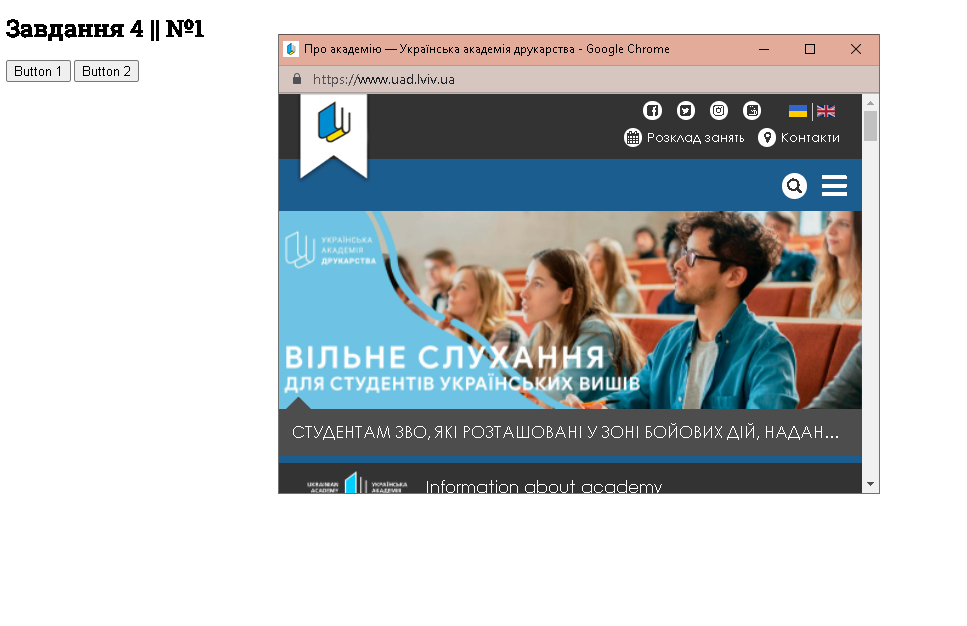 Завдання 4 || №1
Button 1 Button 2
Про академію — Українська академія друкарства - Google Chrome
https://www.uad.lviv.ua
Розклад занять Контакти
УКРАЇНСЬКА
АКАДЕМІЯ
ДРУКАРСТВА
ВІЛЬНЕ СЛУХАННЯ
ДЛЯ СТУДЕНТІВ УКРАЇНСЬКИХ ВИШІВ
СТУДЕНТАМ ЗВО, ЯКІ РОЗТАШОВАНІ У ЗОНІ БОЙОВИХ ДІЙ, НАДАН...
UKRAINIAN УКРАЇНСЬКА
ACADEMY АКАДЕМІЯ
Information about academy